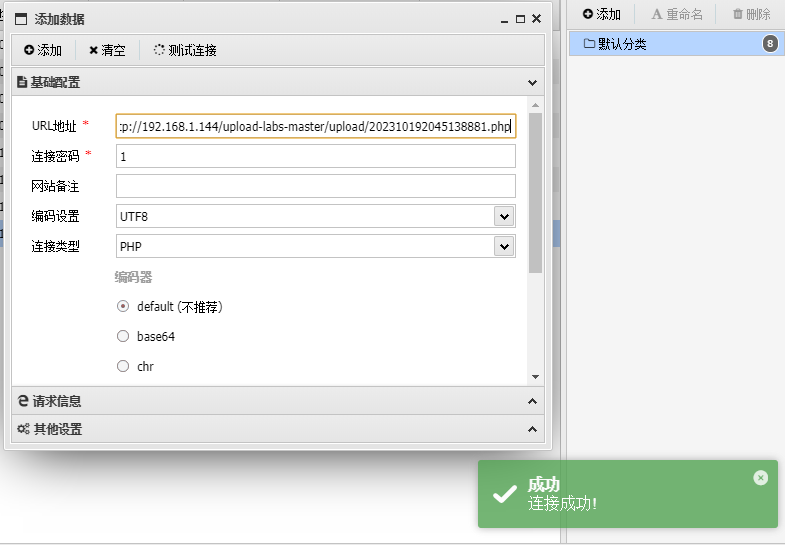 添加数据
添加 清空 测试连接
基础配置
URL地址 * :p://192.168.1.144/upload-labs-master/upload/202310192045138881.php
连接密码 * 1
网站备注
编码设置 UTF8
连接类型 PHP
编码器
default (不推荐)
base64
chr
请求信息
其他设置
添加 重命名 删除
默认分类 8
成功
连接成功!